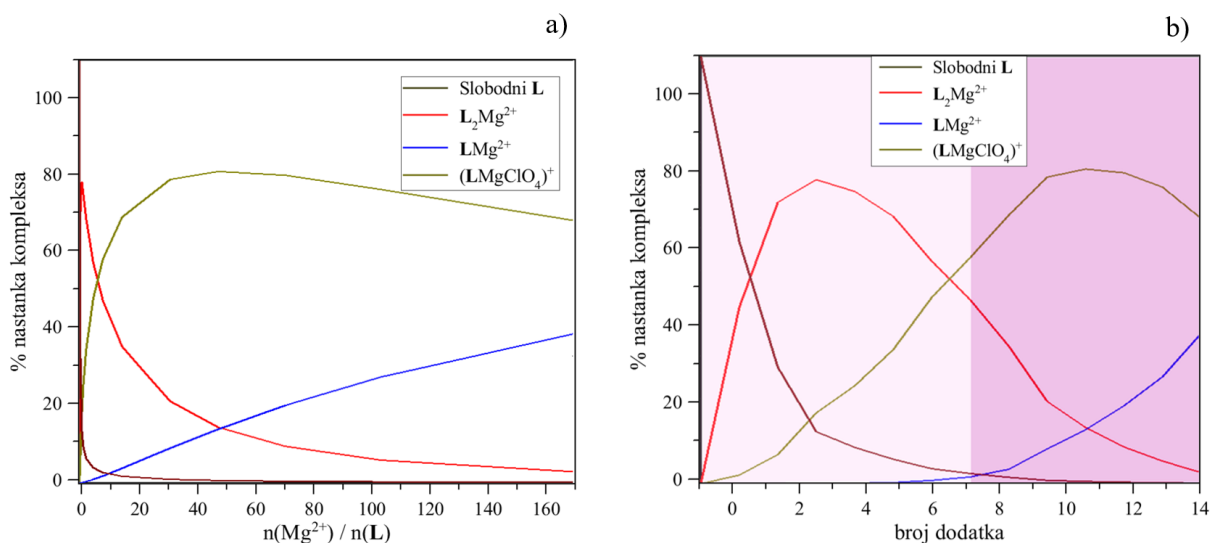 a)
% nastanka kompleksa
100
80
60
40
20
0
Slobodni L
L₂Mg²⁺
LMg²⁺
(LMgClO₄)⁺
0 20 40 60 80 100 120 140 160
n(Mg²⁺) / n(L)
b)
% nastanka kompleksa
100
80
60
40
20
0
Slobodni L
L₂Mg²⁺
LMg²⁺
(LMgClO₄)⁺
0 2 4 6 8 10 12 14
broj dodatka